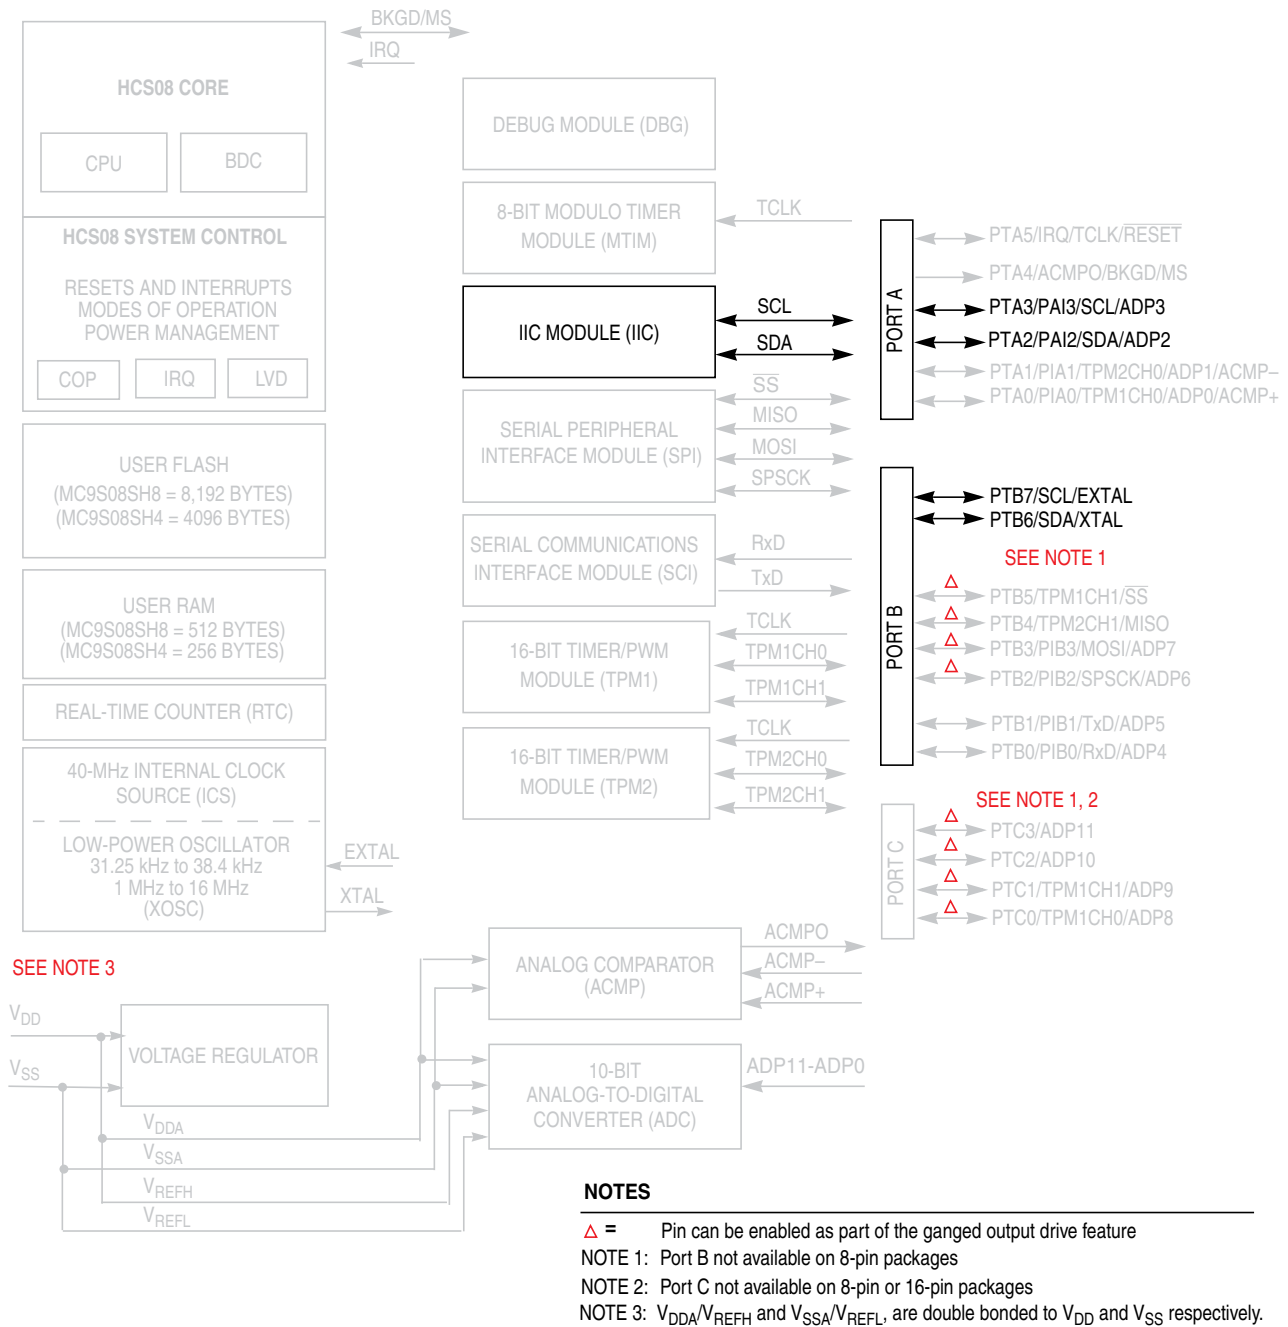 BKGD/MS
IRQ
HCS08 CORE
CPU
BDC
HCS08 SYSTEM CONTROL
RESETS AND INTERRUPTS
MODES OF OPERATION
POWER MANAGEMENT
COP
IRQ
LVD
USER FLASH
(MC9S08SH8 = 8,192 BYTES)
(MC9S08SH4 = 4096 BYTES)
USER RAM
(MC9S08SH8 = 512 BYTES)
(MC9S08SH4 = 256 BYTES)
REAL-TIME COUNTER (RTC)
40-MHz INTERNAL CLOCK
SOURCE (ICS)
LOW-POWER OSCILLATOR
31.25 kHz to 38.4 kHz
1 MHz to 16 MHz
(XOSC)
EXTAL
XTAL
SEE NOTE 3
VDD
VSS
VOLTAGE REGULATOR
VDDA
VSSA
VREFH
VREFL
DEBUG MODULE (DBG)
8-BIT MODULO TIMER
MODULE (MTIM)
TCLK
IIC MODULE (IIC)
SCL
SDA
SERIAL PERIPHERAL
INTERFACE MODULE (SPI)
SS
MISO
MOSI
SPSCK
SERIAL COMMUNICATIONS
INTERFACE MODULE (SCI)
RxD
TxD
16-BIT TIMER/PWM
MODULE (TPM1)
TCLK
TPM1CH0
TPM1CH1
16-BIT TIMER/PWM
MODULE (TPM2)
TCLK
TPM2CH0
TPM2CH1
ANALOG COMPARATOR
(ACMP)
ACMPO
ACMP–
ACMP+
10-BIT
ANALOG-TO-DIGITAL
CONVERTER (ADC)
ADP11-ADP0
PORT A
PTA5/IRQ/TCLK/RESET
PTA4/ACMPO/BKGD/MS
PTA3/PAI3/SCL/ADP3
PTA2/PAI2/SDA/ADP2
PTA1/PIA1/TPM2CH0/ADP1/ACMP–
PTA0/PIA0/TPM1CH0/ADP0/ACMP+
PORT B
PTB7/SCL/EXTAL
PTB6/SDA/XTAL
SEE NOTE 1
PTB5/TPM1CH1/SS
PTB4/TPM2CH1/MISO
PTB3/PIB3/MOSI/ADP7
PTB2/PIB2/SPSCK/ADP6
PTB1/PIB1/TxD/ADP5
PTB0/PIB0/RxD/ADP4
SEE NOTE 1, 2
PORT C
PTC3/ADP11
PTC2/ADP10
PTC1/TPM1CH1/ADP9
PTC0/TPM1CH0/ADP8
NOTES
Δ = Pin can be enabled as part of the ganged output drive feature
NOTE 1: Port B not available on 8-pin packages
NOTE 2: Port C not available on 8-pin or 16-pin packages
NOTE 3: VDDA/VREFH and VSSA/VREFL, are double bonded to VDD and VSS respectively.